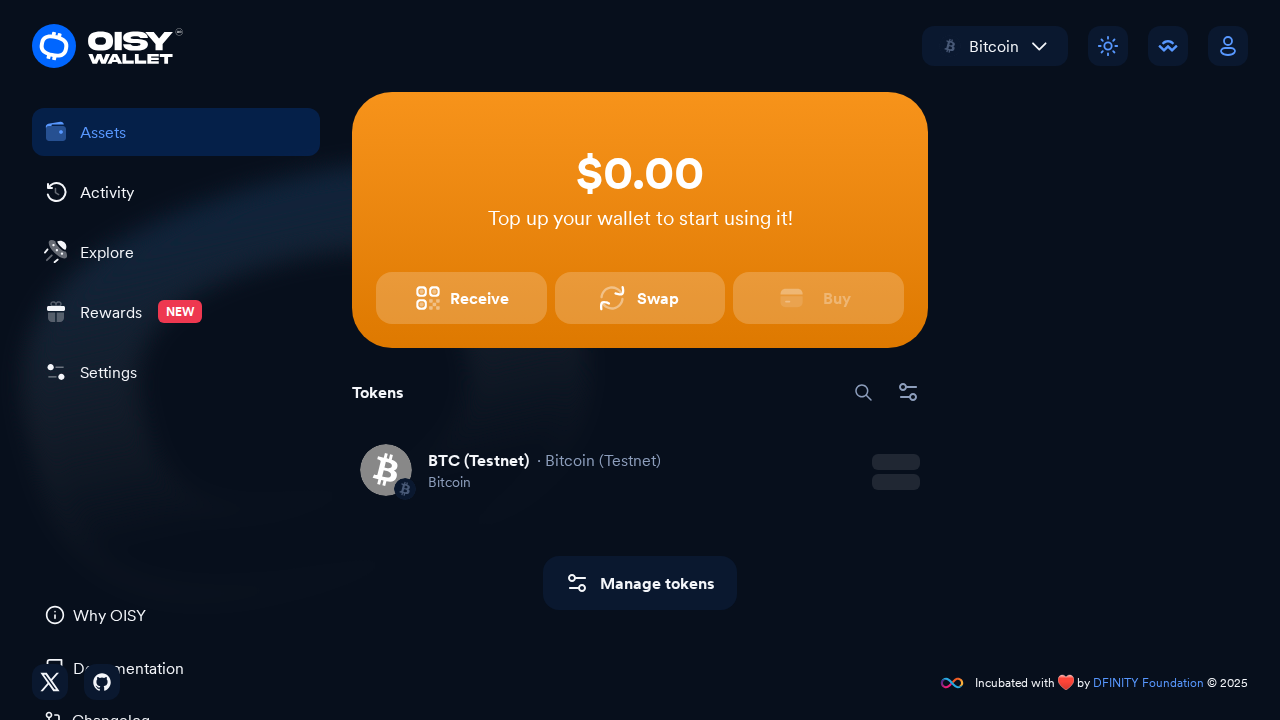 OISY
WALLET
Bitcoin
Assets
Activity
Explore
Rewards NEW
Settings
$0.00
Top up your wallet to start using it!
Receive
Swap
Buy
Tokens
BTC (Testnet) · Bitcoin (Testnet)
Bitcoin
Manage tokens
Why OISY
Documentation
Changelog
Incubated with ❤️ by DFINITY Foundation © 2025